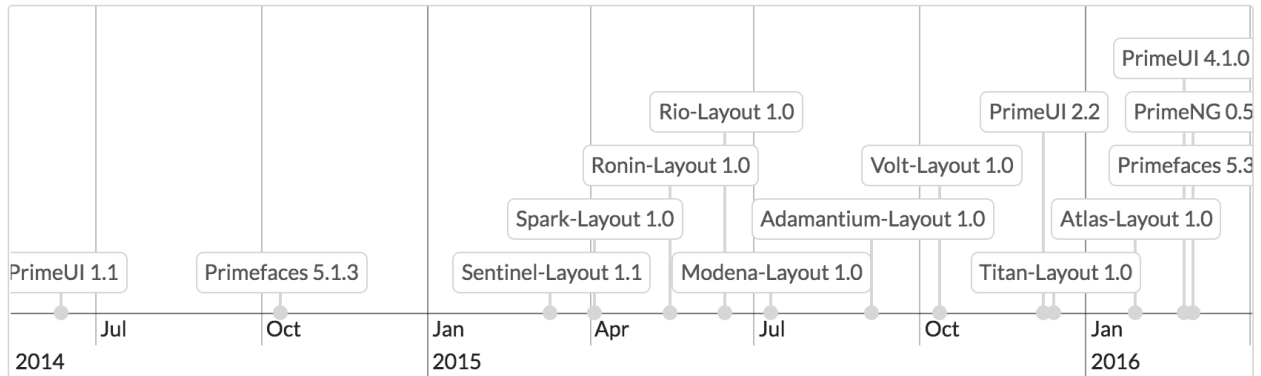 PrimeUI 4.1.0
Rio-Layout 1.0
PrimeUI 2.2
PrimeNG 0.5
Ronin-Layout 1.0
Volt-Layout 1.0
Primefaces 5.3
Spark-Layout 1.0
Adamantium-Layout 1.0
Atlas-Layout 1.0
PrimeUI 1.1
Primefaces 5.1.3
Sentinel-Layout 1.1
Modena-Layout 1.0
Titan-Layout 1.0
Jul
Oct
Jan
Apr
Jul
Oct
Jan
2014
2015
2016